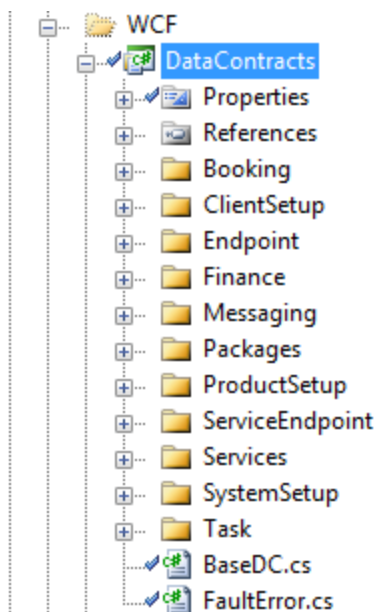 WCF
DataContracts
Properties
References
Booking
ClientSetup
Endpoint
Finance
Messaging
Packages
ProductSetup
ServiceEndpoint
Services
SystemSetup
Task
BaseDC.cs
FaultError.cs